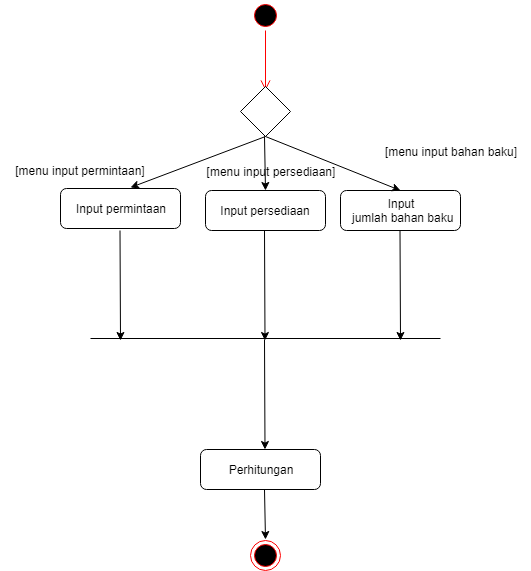 [menu input bahan baku]
[menu input permintaan]
[menu input persediaan]
Input permintaan
Input persediaan
Input
jumlah bahan baku
Perhitungan